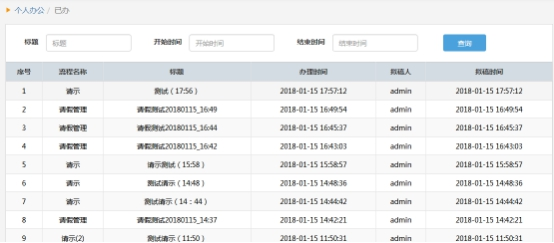 个人办公 / 已办
标题 标题 开始时间 开始时间 结束时间 结束时间 查询
序号 流程名称 标题 办理时间 拟稿人 拟稿时间
1 请示 测试（17:56） 2018-01-15 17:57:12 admin 2018-01-15 17:57:12
2 请假管理 请假测试20180115_16:49 2018-01-15 16:49:54 admin 2018-01-15 16:49:54
3 请假管理 请假测试20180115_16:44 2018-01-15 16:45:37 admin 2018-01-15 16:45:37
4 请假管理 请假测试20180115_16:42 2018-01-15 16:43:03 admin 2018-01-15 16:43:03
5 请示 请示测试（15:58） 2018-01-15 15:58:57 admin 2018-01-15 15:58:57
6 请示 测试请示（14:48） 2018-01-15 14:48:36 admin 2018-01-15 14:48:36
7 请示 测试请示（14：44） 2018-01-15 14:44:42 admin 2018-01-15 14:44:42
8 请假管理 请假测试20180115_14:37 2018-01-15 14:42:21 admin 2018-01-15 14:42:21
9 请示(2) 测试请示（11:50） 2018-01-15 11:50:31 admin 2018-01-15 11:50:31